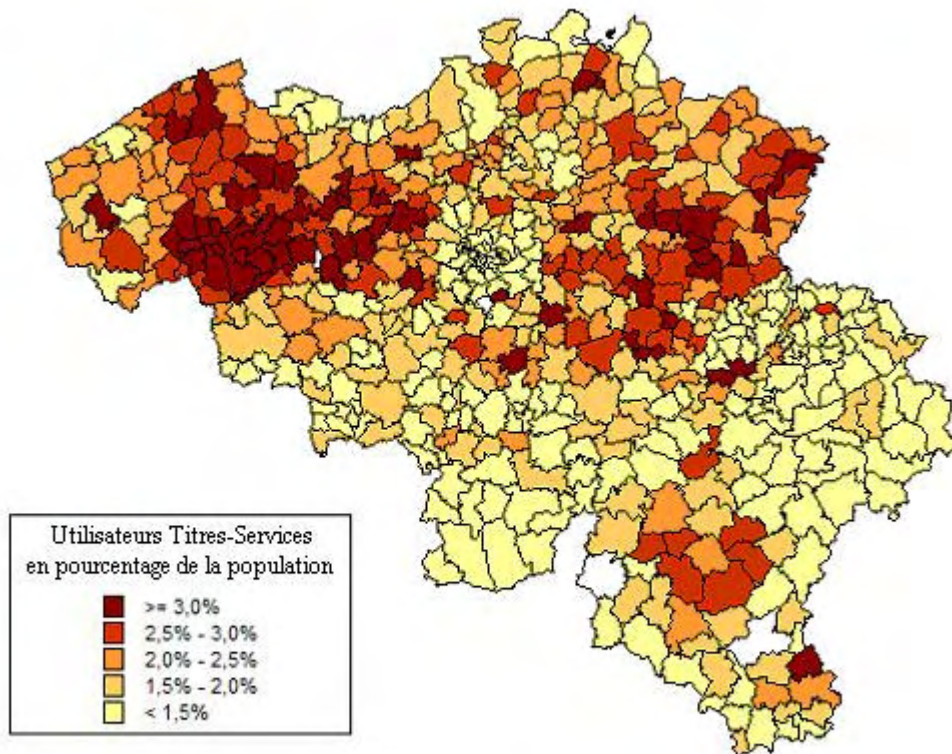 Utilisateurs Titres-Services
en pourcentage de la population
>= 3,0%
2,5% - 3,0%
2,0% - 2,5%
1,5% - 2,0%
< 1,5%